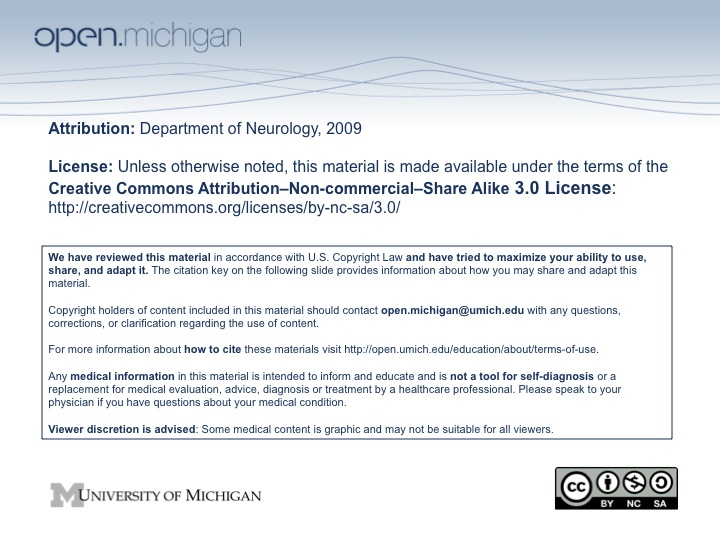 open.michigan
Attribution: Department of Neurology, 2009
License: Unless otherwise noted, this material is made available under the terms of the
Creative Commons Attribution–Non-commercial–Share Alike 3.0 License:
http://creativecommons.org/licenses/by-nc-sa/3.0/
We have reviewed this material in accordance with U.S. Copyright Law and have tried to maximize your ability to use,
share, and adapt it. The citation key on the following slide provides information about how you may share and adapt this
material.
Copyright holders of content included in this material should contact open.michigan@umich.edu with any questions,
corrections, or clarification regarding the use of content.
For more information about how to cite these materials visit http://open.umich.edu/education/about/terms-of-use.
Any medical information in this material is intended to inform and educate and is not a tool for self-diagnosis or a
replacement for medical evaluation, advice, diagnosis or treatment by a healthcare professional. Please speak to your
physician if you have questions about your medical condition.
Viewer discretion is advised: Some medical content is graphic and may not be suitable for all viewers.
M UNIVERSITY OF MICHIGAN
cc BY NC SA